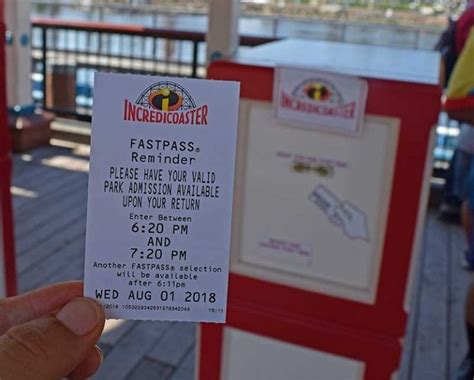 INCREDICOASTER
FASTPASS®
Reminder
PLEASE HAVE YOUR VALID
PARK ADMISSION AVAILABLE
UPON YOUR RETURN
Enter Between
6:20 PM
AND
7:20 PM
Another FASTPASS® selection
will be available
after 6:11pm
WED AUG 01 2018
INCREDICOASTER